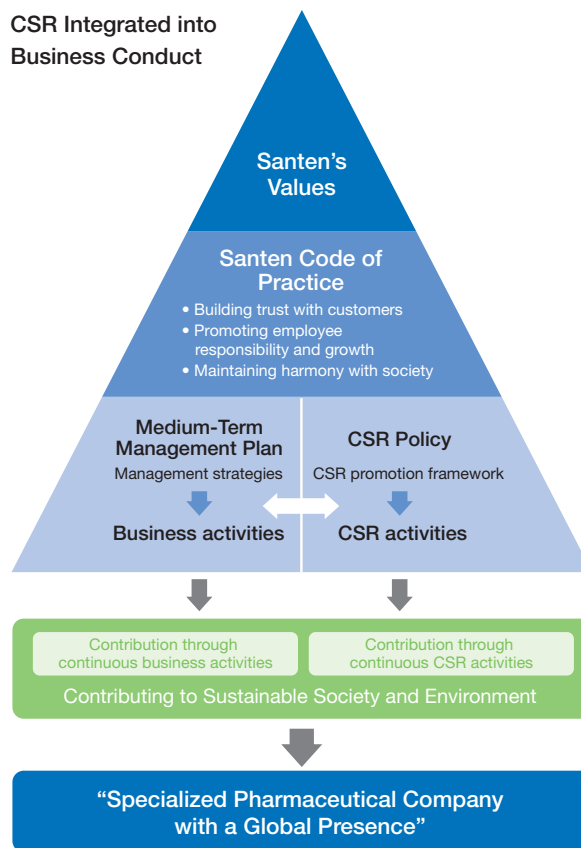 CSR Integrated into
Business Conduct
Santen's
Values
Santen Code of
Practice
• Building trust with customers
• Promoting employee
responsibility and growth
• Maintaining harmony with society
Medium-Term
Management Plan
Management strategies
Business activities
CSR Policy
CSR promotion framework
CSR activities
Contribution through
continuous business activities
Contribution through
continuous CSR activities
Contributing to Sustainable Society and Environment
“Specialized Pharmaceutical Company
with a Global Presence”